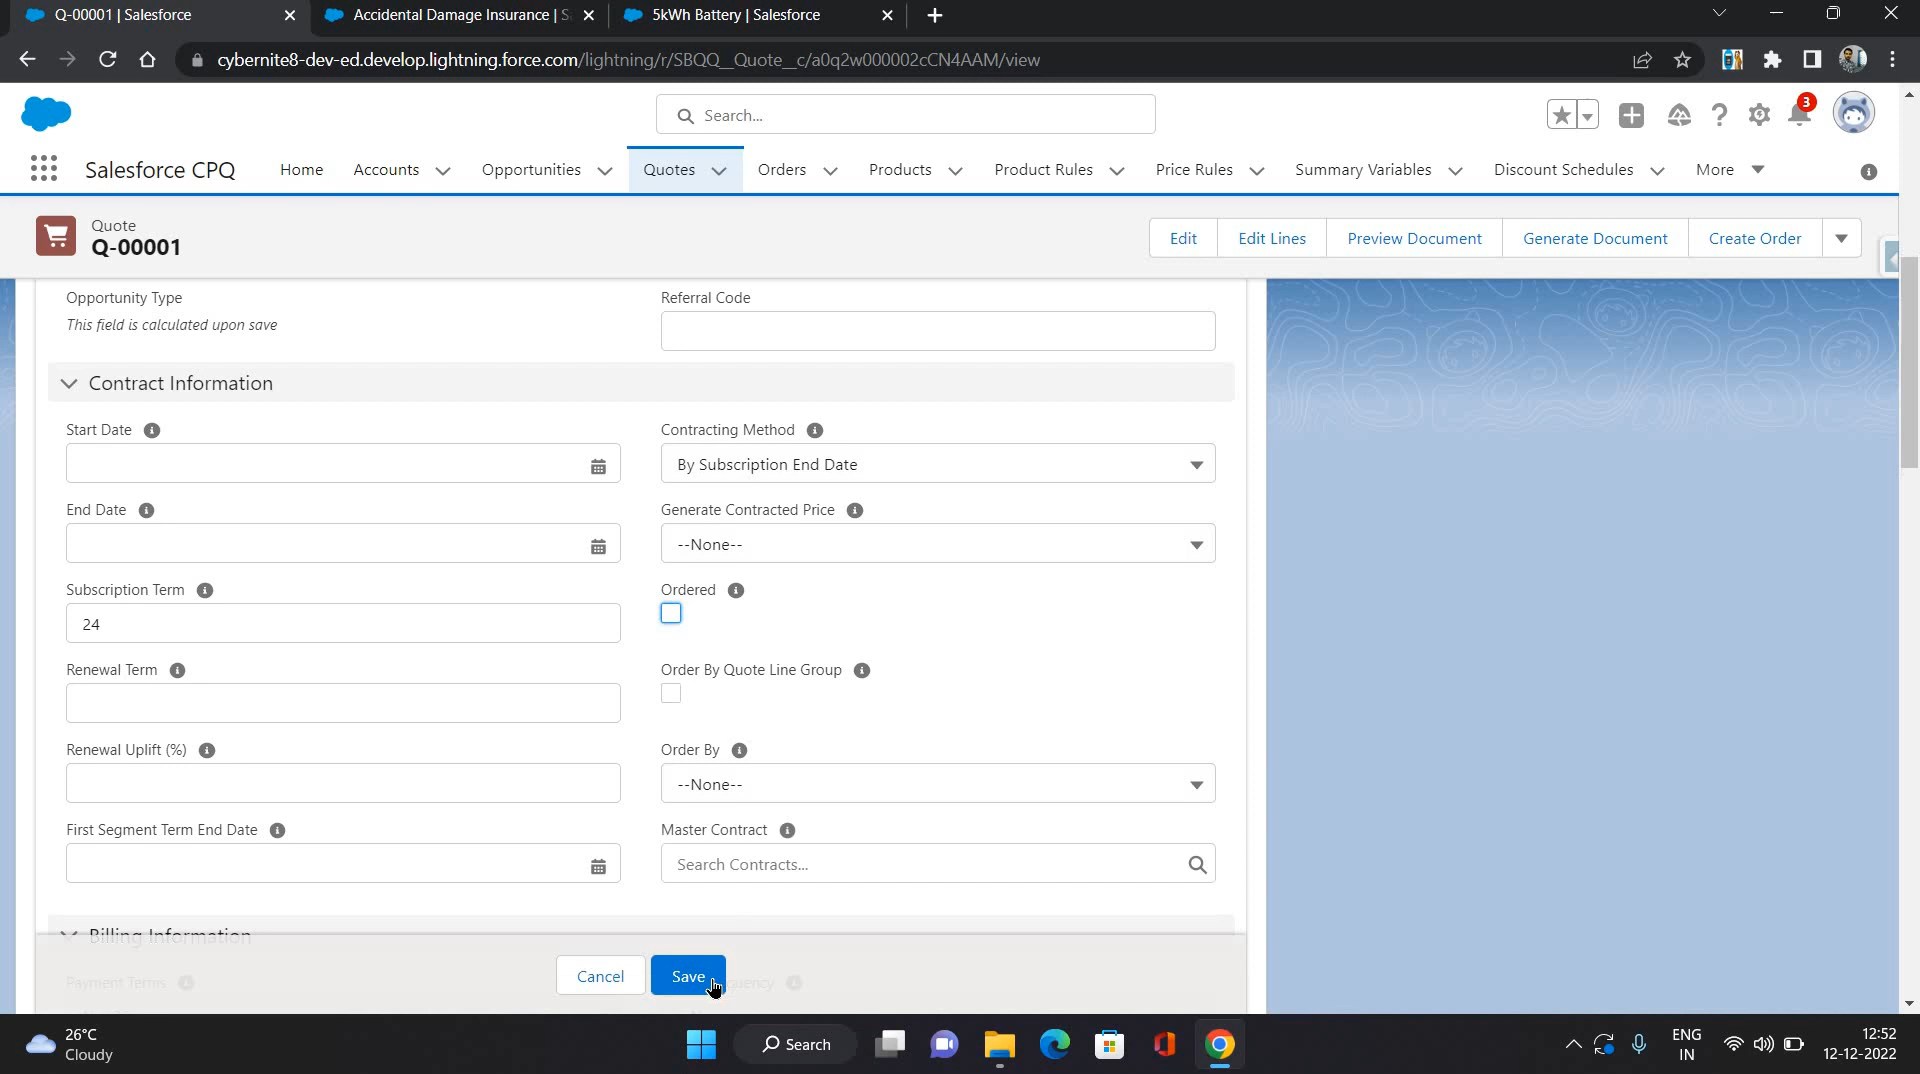 Q-00001 | Salesforce
Accidental Damage Insurance | S
5kWh Battery | Salesforce
cybernite8-dev-ed.develop.lightning.force.com/lightning/r/SBQQ__Quote__c/a0q2w000002cCN4AAM/view
Search...
3
Salesforce CPQ
Home
Accounts
Opportunities
Quotes
Orders
Products
Product Rules
Price Rules
Summary Variables
Discount Schedules
More
Quote
Q-00001
Edit
Edit Lines
Preview Document
Generate Document
Create Order
Opportunity Type
This field is calculated upon save
Referral Code
Contract Information
Start Date
Contracting Method
By Subscription End Date
End Date
Generate Contracted Price
--None--
Subscription Term
24
Ordered
Renewal Term
Order By Quote Line Group
Renewal Uplift (%)
Order By
--None--
First Segment Term End Date
Master Contract
Search Contracts...
Billing Information
Payment Terms
Cancel
Save
26°C
Cloudy
Search
ENG
IN
12:52
12-12-2022